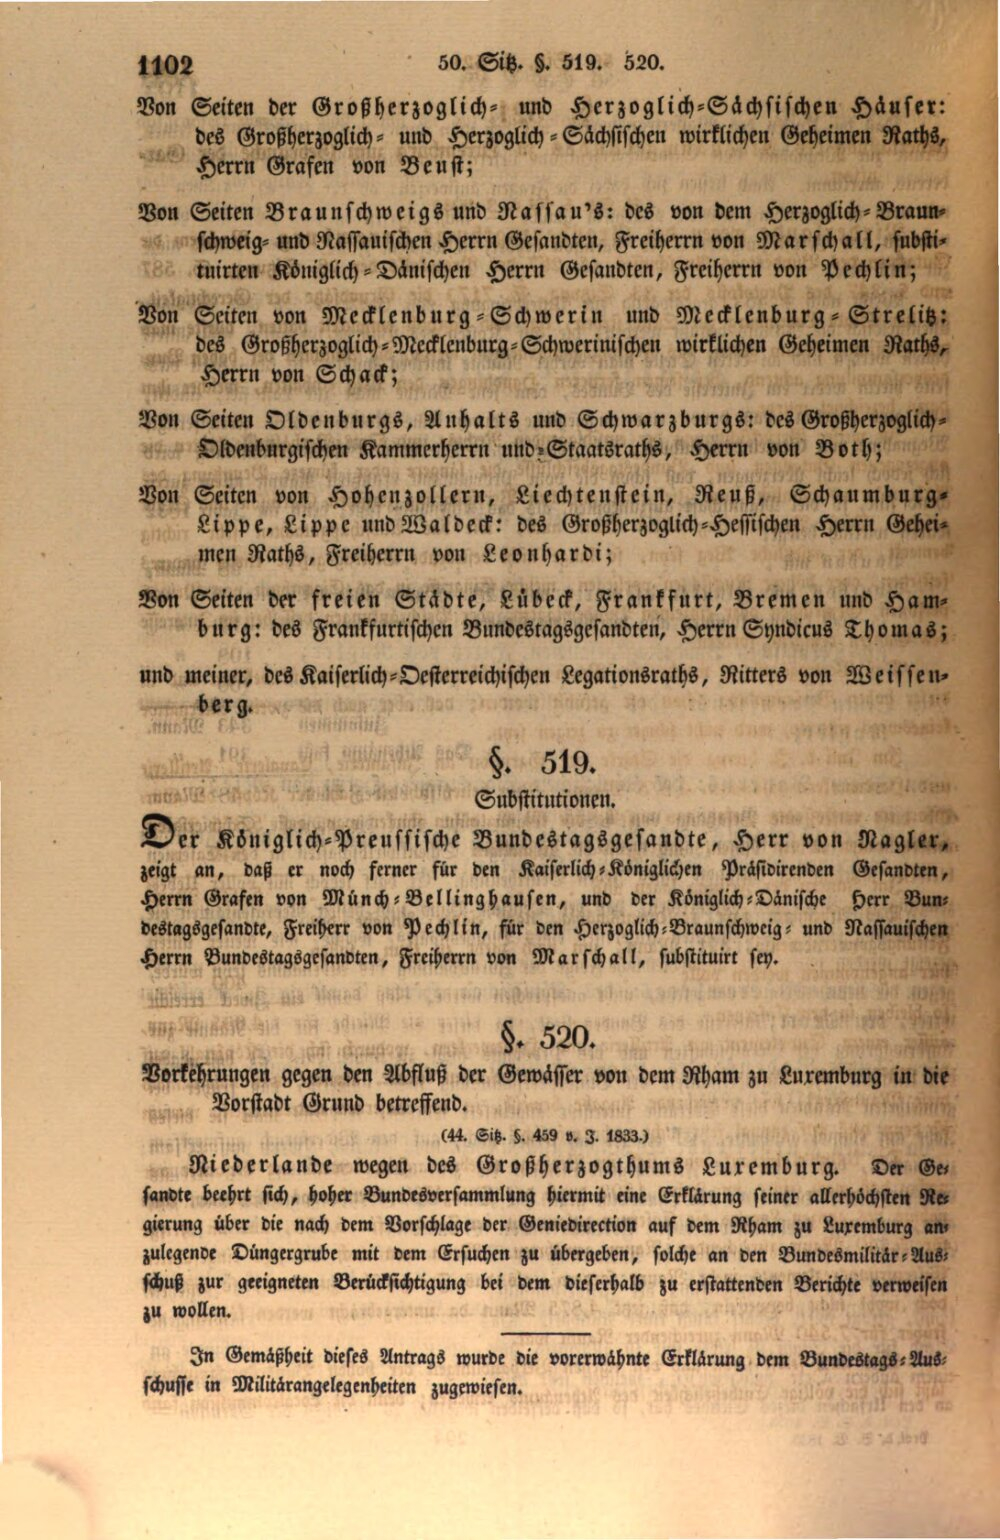 1102 50. Sitz. §. 519. 520.
Von Seiten der Großherzoglich- und Herzoglich-Sächsischen Häuser:
des Großherzoglich- und Herzoglich-Sächsischen wirklichen Geheimen Raths,
Herrn Grafen von Beust;
Von Seiten Braunschweigs und Nassau's: des von dem Herzoglich-Braun-
schweig- und Nassauischen Herrn Gesandten, Freiherrn von Marschall, substi-
tuirten Königlich-Dänischen Herrn Gesandten, Freiherrn von Pechlin;
Von Seiten von Mecklenburg-Schwerin und Mecklenburg-Strelitz:
des Großherzoglich-Mecklenburg-Schwerinischen wirklichen Geheimen Raths,
Herrn von Schack;
Von Seiten Oldenburgs, Anhalts und Schwarzburgs: des Großherzoglich-
Oldenburgischen Kammerherrn und Staatsraths, Herrn von Both;
Von Seiten von Hohenzollern, Liechtenstein, Reuß, Schaumburg-
Lippe, Lippe und Waldeck: des Großherzoglich-Hessischen Herrn Gehei-
men Raths, Freiherrn von Leonhardi;
Von Seiten der freien Städte, Lübeck, Frankfurt, Bremen und Ham-
burg: des Frankfurtischen Bundestagsgesandten, Herrn Syndicus Thomas;
und meiner, des Kaiserlich-Oesterreichischen Legationsraths, Ritters von Weissen-
berg.
§. 519.
Substitutionen.
Der Königlich-Preussische Bundestagsgesandte, Herr von Nagler,
zeigt an, daß er noch ferner für den Kaiserlich-Königlichen Präsidirenden Gesandten,
Herrn Grafen von Münch-Bellinghausen, und der Königlich-Dänische Herr Bun-
destagsgesandte, Freiherr von Pechlin, für den Herzoglich-Braunschweig- und Nassauischen
Herrn Bundestagsgesandten, Freiherrn von Marschall, substituirt sey.
§. 520.
Vorkehrungen gegen den Abfluß der Gewässer von dem Rham zu Luxemburg in die
Vorstadt Grund betreffend.
(44. Sitz. §. 459 v. J. 1833.)
Niederlande wegen des Großherzogthums Luxemburg. Der Ge-
sandte beehrt sich, hoher Bundesversammlung hiermit eine Erklärung seiner allerhöchsten Re-
gierung über die nach dem Vorschlage der Geniedirection auf dem Rham zu Luxemburg an-
zulegende Düngergrube mit dem Ersuchen zu übergeben, solche an den Bundesmilitär-Aus-
schuß zur geeigneten Berücksichtigung bei dem dieserhalb zu erstattenden Berichte verweisen
zu wollen.
In Gemäßheit dieses Antrags wurde die vorerwähnte Erklärung dem Bundestags-Aus-
schusse in Militärangelegenheiten zugewiesen.